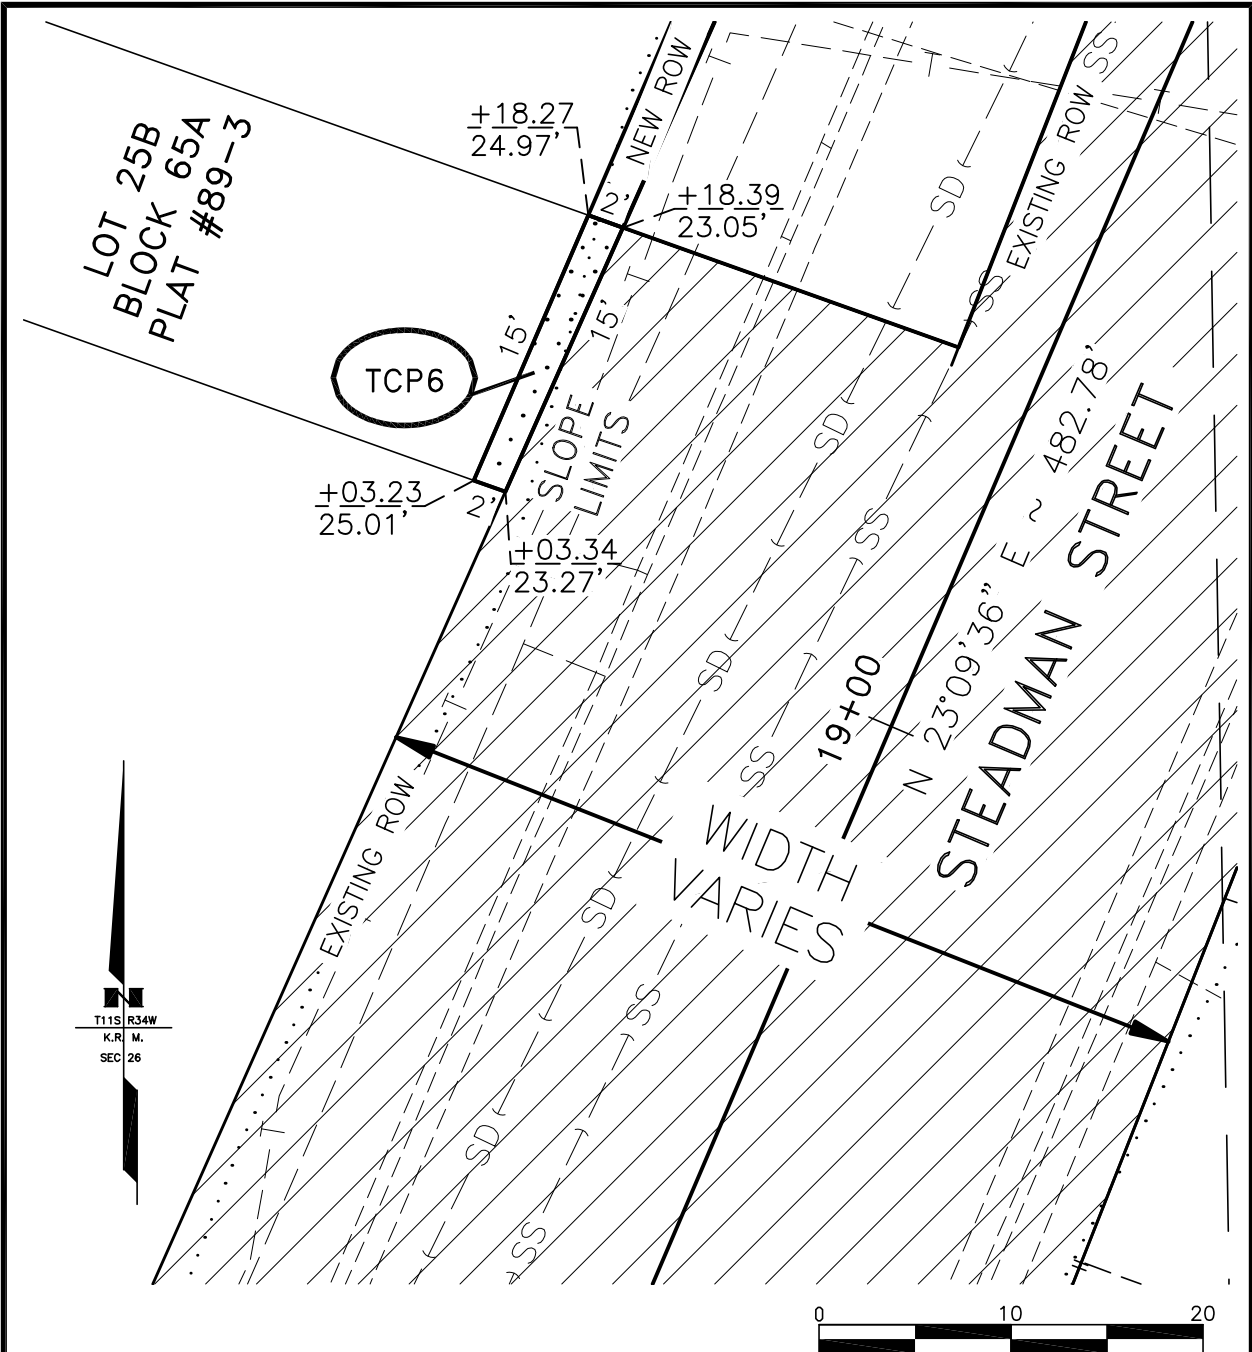 LOT 25B
BLOCK 65A
PLAT #89-3
+18.27
24.97'
NEW ROW
2'
+18.39
23.05'
SS
EXISTING ROW
SS
SD
15'
15'
TCP6
SLOPE
LIMITS
SD
SS
+03.23
25.01'
2'
+03.34
23.27'
N 23°09'36" E ~ 482.78'
STEADMAN STREET
SD
SS
19+00
WIDTH
VARIES
EXISTING ROW
SD
SS
SD
SS
N
T11S R34W
K.R. M.
SEC 26
0 10 20